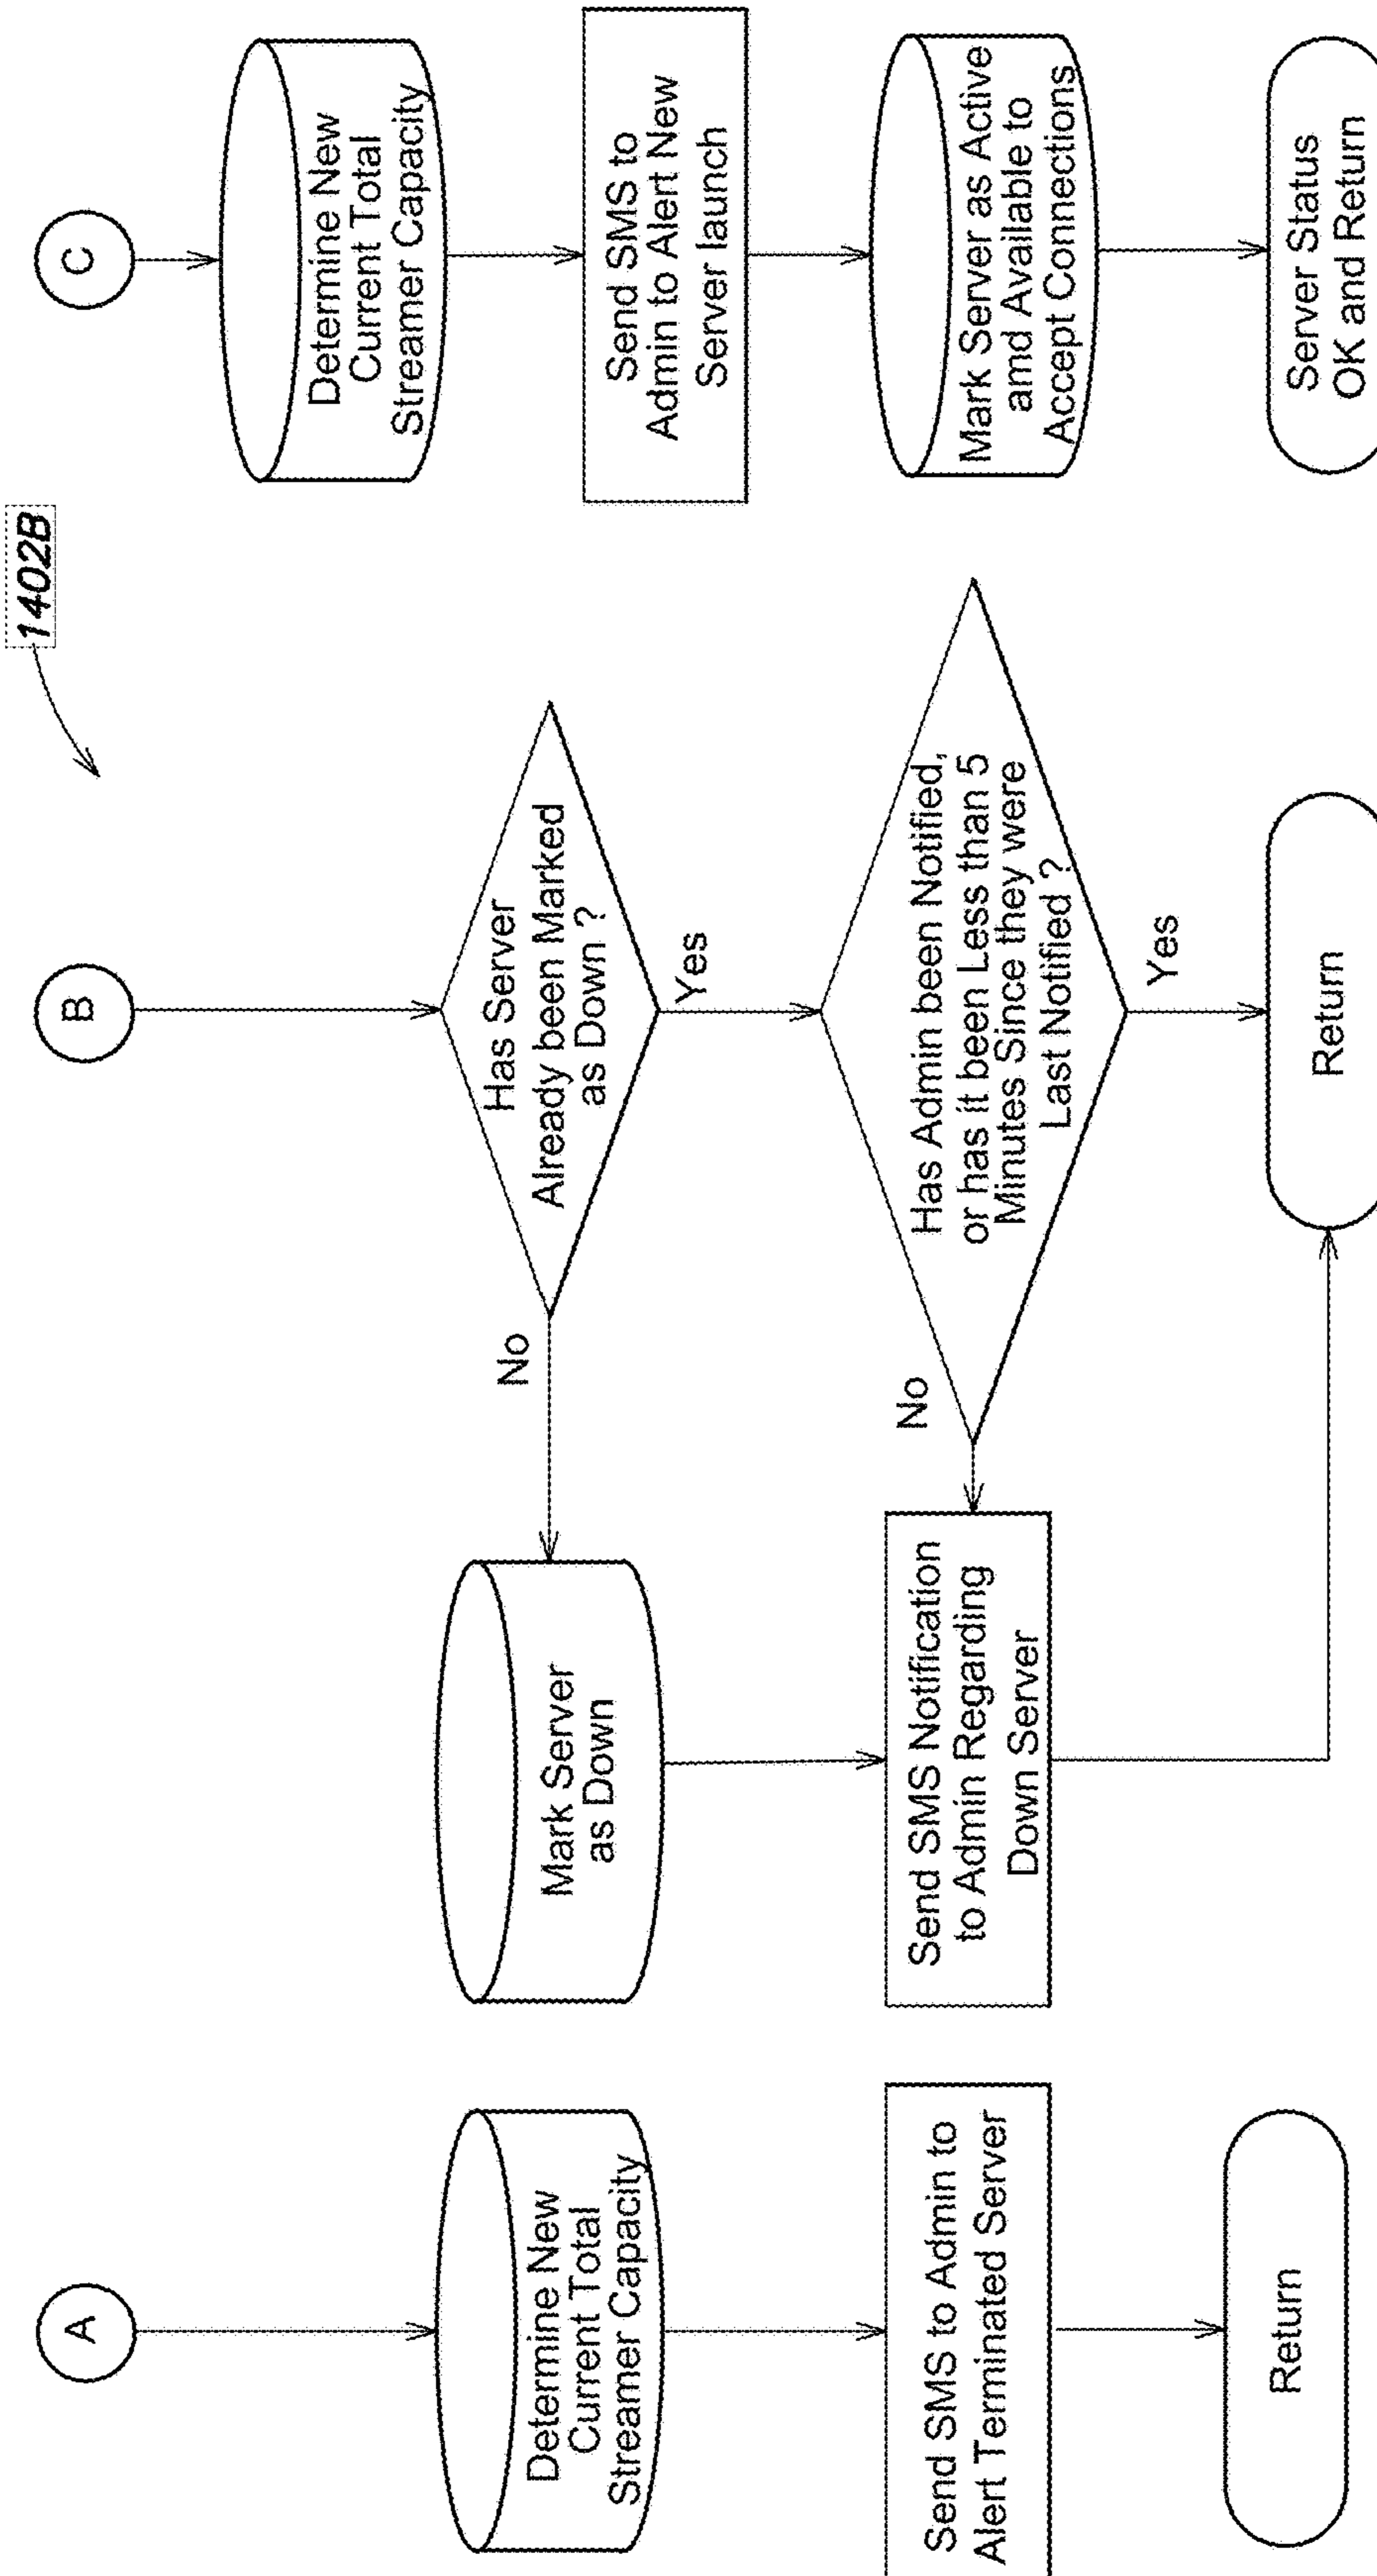 1402B
A
Determine New
Current Total
Streamer Capacity
Send SMS to Admin to
Alert Terminated Server
Return
B
Has Server
Already been Marked
as Down ?
No
Yes
Mark Server
as Down
Has Admin been Notified,
or has it been Less than 5
Minutes Since they were
Last Notified ?
No
Yes
Send SMS Notification
to Admin Regarding
Down Server
Return
C
Determine New
Current Total
Streamer Capacity
Send SMS to
Admin to Alert New
Server launch
Mark Server as Active
amd Available to
Accept Connections
Server Status
OK and Return